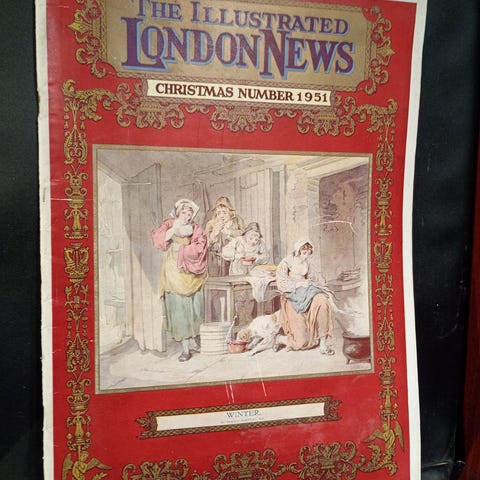 THE ILLUSTRATED
LONDON NEWS
CHRISTMAS NUMBER 1951
WINTER.